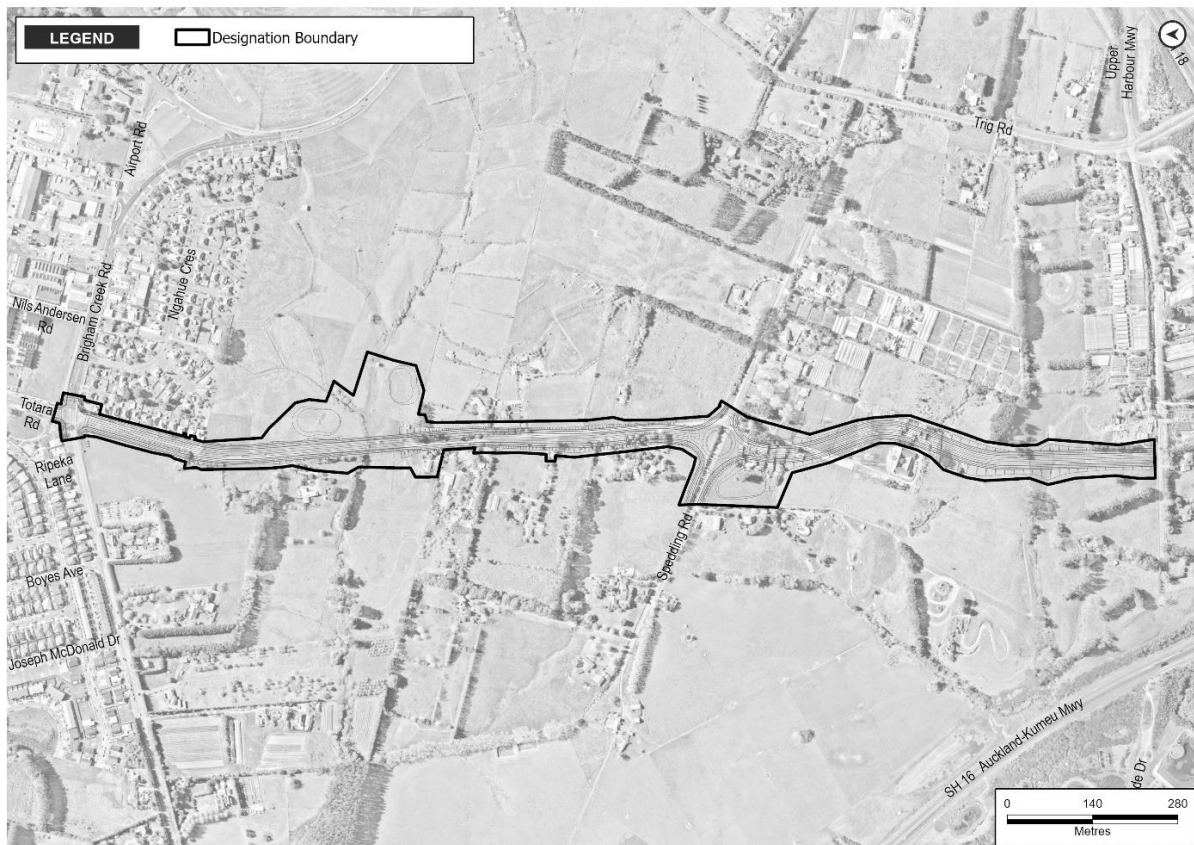 LEGEND
Designation Boundary
Upper
Harbour Mwy
18
Trig Rd
Airport Rd
Ngahue Cres
Brigham Creek Rd
Nils Andersen
Rd
Totara
Rd
Ripeka
Lane
Spedding Rd
Boyes Ave
Joseph McDonald Dr
SH 16 Auckland-Kumeu Mwy
de Dr
0 140 280
Metres